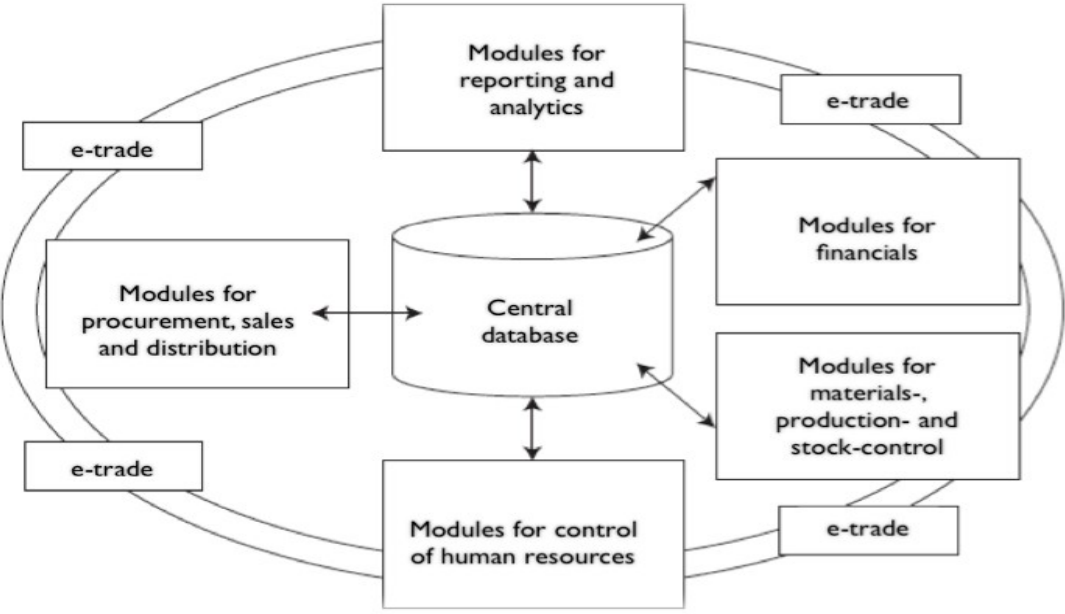 Modules for
reporting and
analytics
e-trade
e-trade
Modules for
financials
Modules for
procurement, sales
and distribution
Central
database
Modules for
materials-,
production- and
stock-control
e-trade
Modules for control
of human resources
e-trade